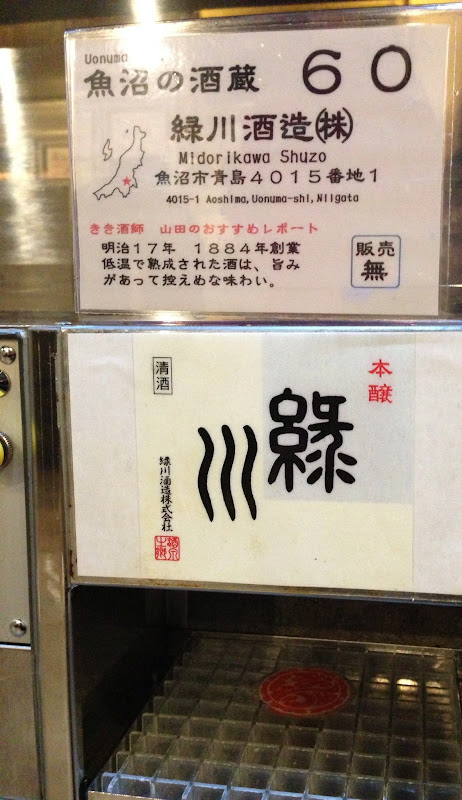 Uonuma
魚沼の酒蔵 ６０
緑川酒造㈱
Midorikawa Shuzo
魚沼市青島４０１５番地１
4015-1 Aoshima,Uonuma-shi,Niigata
きき酒師 山田のおすすめレポート
明治１７年 １８８４年創業
低温で熟成された酒は、旨み
があって控えめな味わい。
販売
無
本醸
清酒
緑川
緑川酒造株式会社